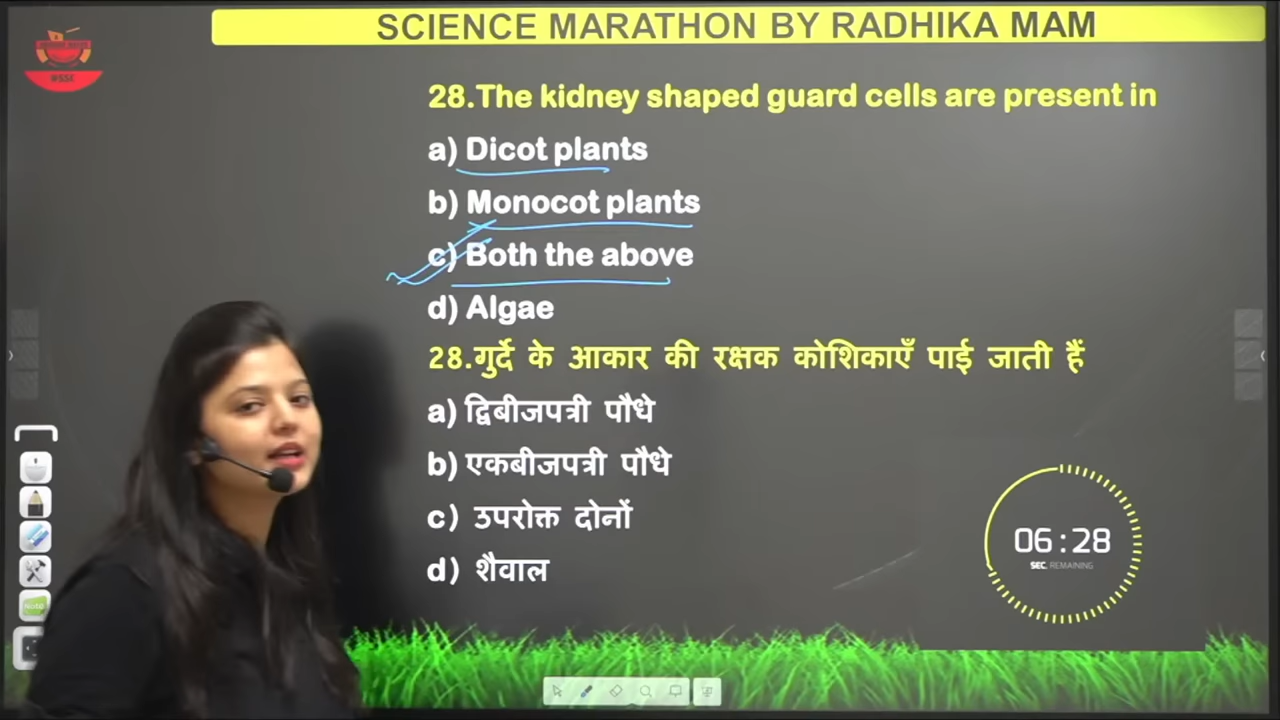 SCIENCE MARATHON BY RADHIKA MAM
28.The kidney shaped guard cells are present in
a) Dicot plants
b) Monocot plants
c) Both the above
d) Algae
28.गुर्दे के आकार की रक्षक कोशिकाएँ पाई जाती हैं
a) द्विबीजपत्री पौधे
b) एकबीजपत्री पौधे
c) उपरोक्त दोनों
d) शैवाल
06:28
SEC. REMAINING